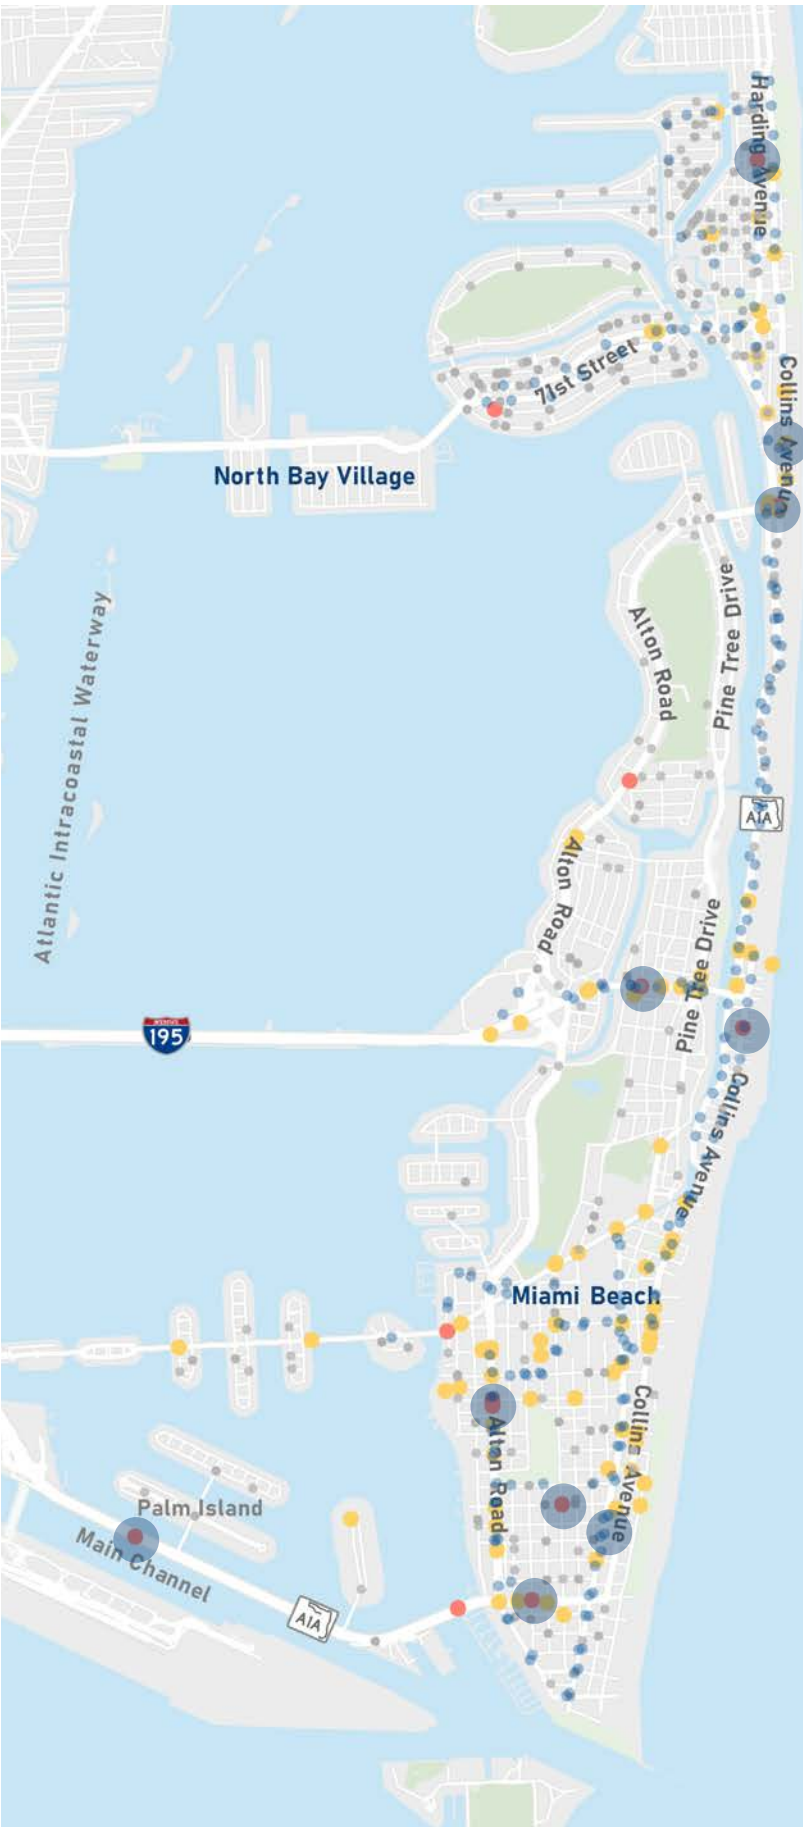 Harding Avenue
Collins Avenue
71st Street
North Bay Village
Alton Road
Pine Tree Drive
Atlantic Intracoastal Waterway
A1A
Alton Road
Pine Tree Drive
195
Collins Avenue
Miami Beach
Collins Avenue
Alton Road
Palm Island
Main Channel
A1A